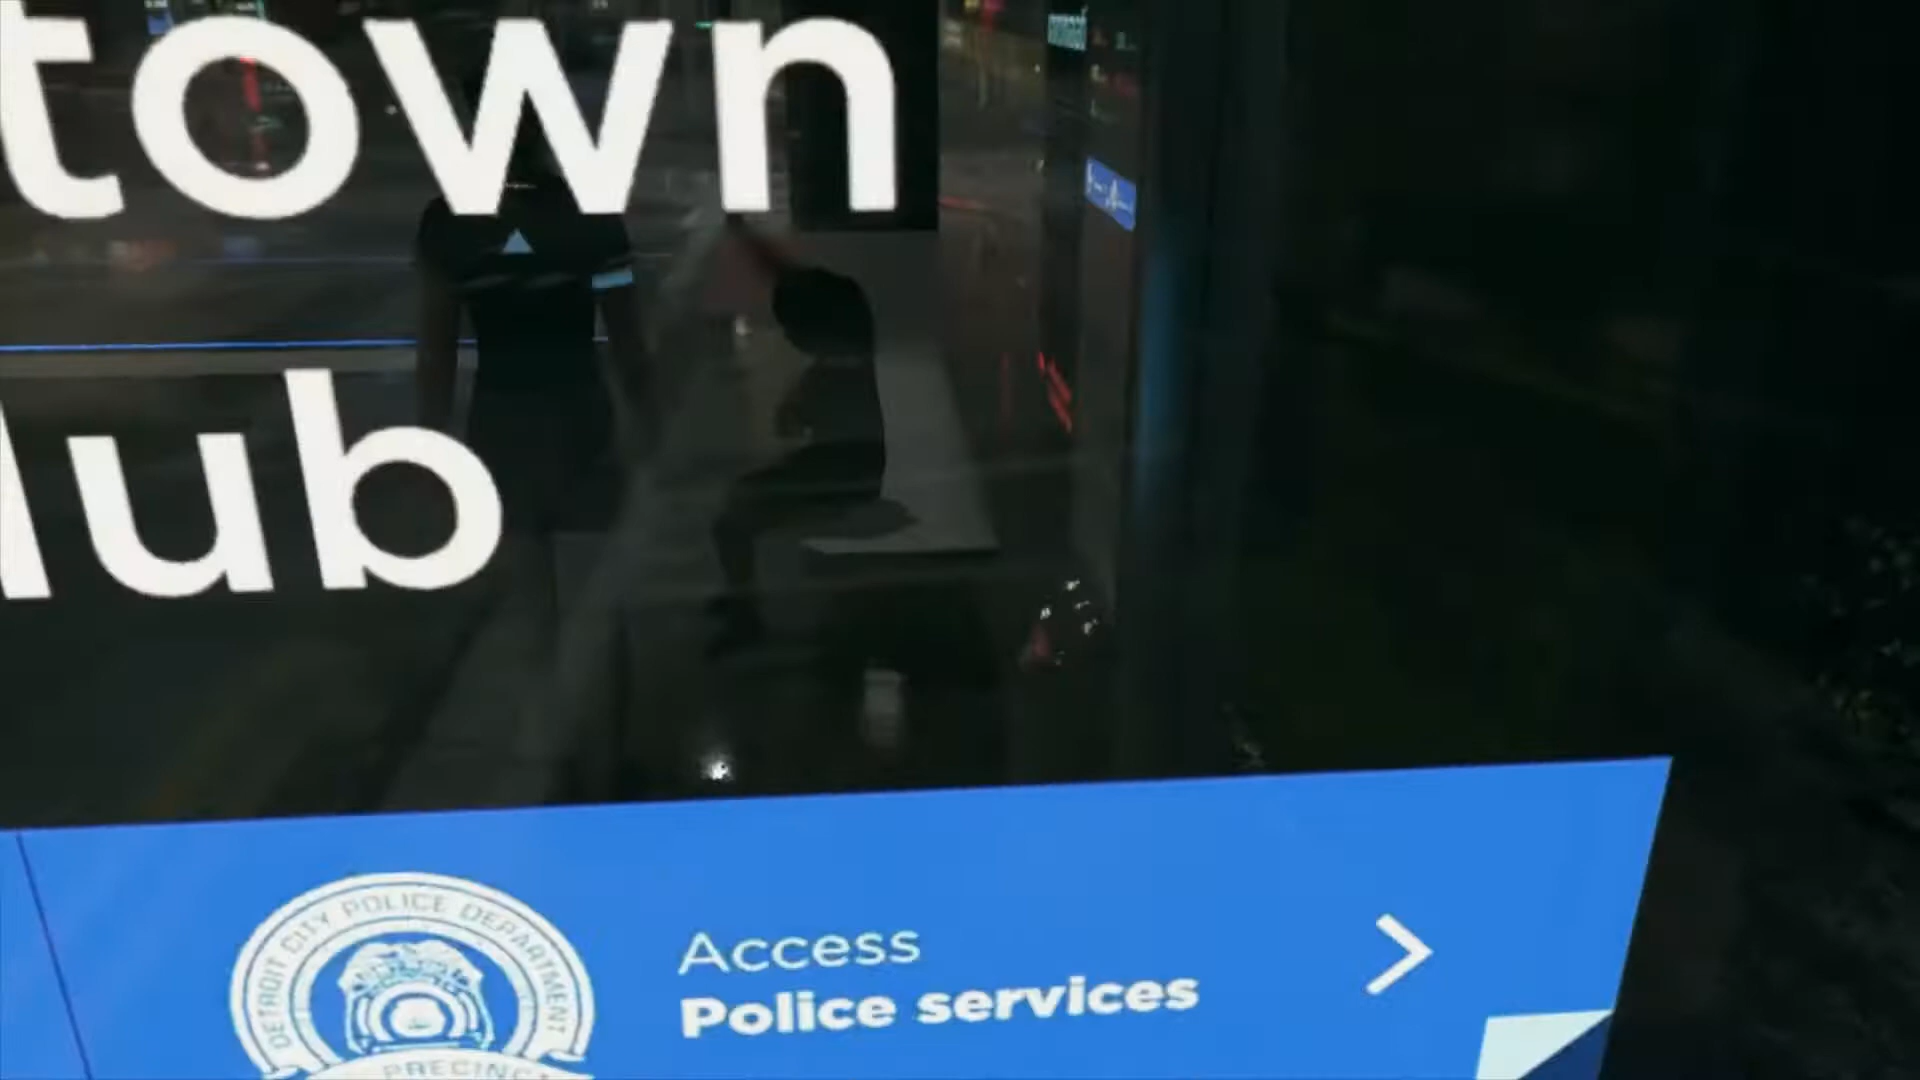 town
lub
DETROIT CITY POLICE DEPARTMENT
PRECINCT
Access
Police services